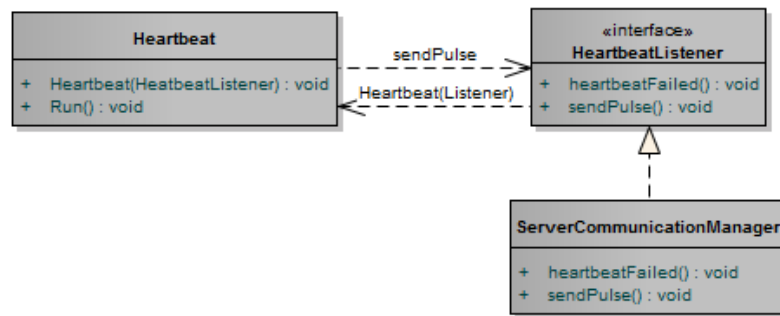 Heartbeat
+ Heartbeat(HeatbeatListener) : void
+ Run() : void
sendPulse
Heartbeat(Listener)
«interface»
HeartbeatListener
+ heartbeatFailed() : void
+ sendPulse() : void
ServerCommunicationManager
+ heartbeatFailed() : void
+ sendPulse() : void